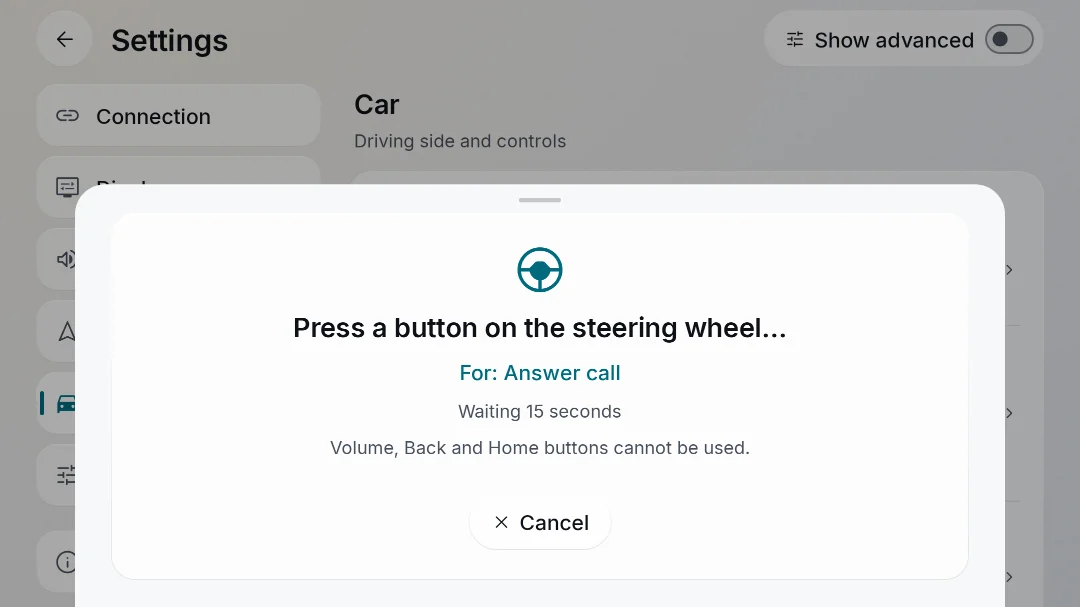 Settings
Show advanced
Connection
Car
Driving side and controls
Press a button on the steering wheel...
For: Answer call
Waiting 15 seconds
Volume, Back and Home buttons cannot be used.
Cancel